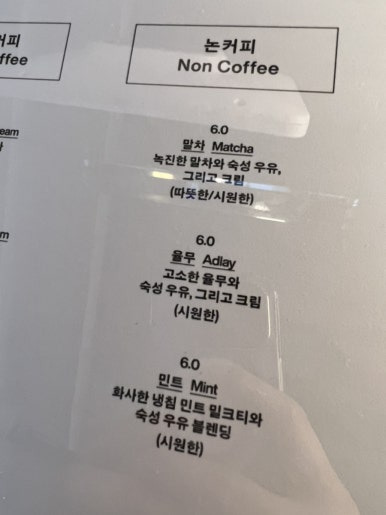 커피
ffee
eam
m
논커피
Non Coffee
6.0
말차 Matcha
녹진한 말차와 숙성 우유,
그리고 크림
(따뜻한/시원한)
6.0
율무 Adlay
고소한 율무와
숙성 우유, 그리고 크림
(시원한)
6.0
민트 Mint
화사한 냉침 민트 밀크티와
숙성 우유 블렌딩
(시원한)